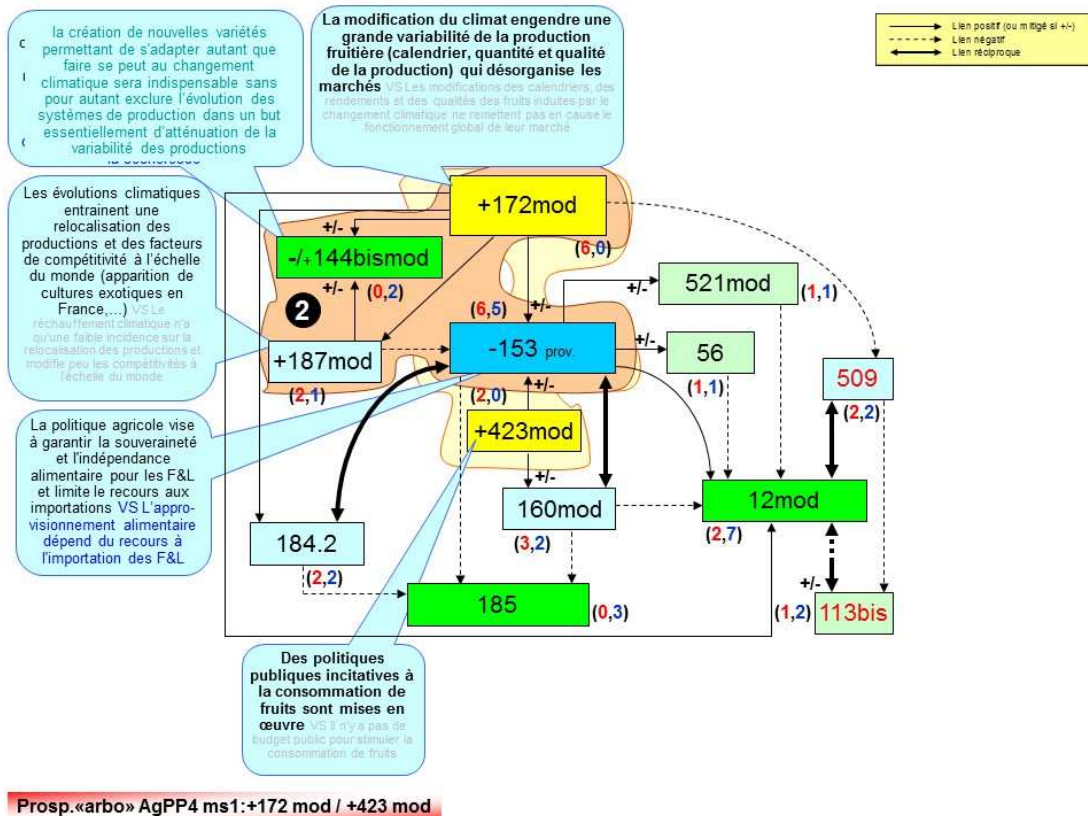 la création de nouvelles variétés
permettant de s'adapter autant que
faire se peut au changement
climatique sera indispensable sans
pour autant exclure l'évolution des
systèmes de production dans un but
essentiellement d'atténuation de la
variabilité des productions
La modification du climat engendre une
grande variabilité de la production
fruitière (calendrier, quantité et qualité
de la production) qui désorganise les
marchés VS Les modifications des calendriers, des
rendements et des qualités des fruits induites par le
changement climatique ne remettent pas en cause le
fonctionnement global de leur marché
Lien positif (ou mitigé si +/-)
Lien négatif
Lien réciproque
Les évolutions climatiques
entrainent une
relocalisation des
productions et des facteurs
de compétitivité à l'échelle
du monde (apparition de
cultures exotiques en
France,...) VS Le
réchauffement climatique n'a
qu'une faible incidence sur la
relocalisation des productions et
modifie peu les compétitivités à
l'échelle du monde
+172mod
(6,0)
+/-
-/+144bismod
+/-
(0,2)
2
+187mod
(2,1)
(6,5)
+/-
-153 prov.
(2,0)
+/-
+/-
521mod
(1,1)
+/-
56
(1,1)
509
(2,2)
+423mod
+/-
160mod
(3,2)
12mod
(2,7)
La politique agricole vise
à garantir la souveraineté
et l'indépendance
alimentaire pour les F&L
et limite le recours aux
importations VS L'appro-
visionnement alimentaire
dépend du recours à
l'importation des F&L
184.2
(2,2)
185
(0,3)
+/-
(1,2)
113bis
Des politiques
publiques incitatives à
la consommation de
fruits sont mises en
œuvre VS Il n'y a pas de
budget public pour stimuler la
consommation de fruits
Prosp.«arbo» AgPP4 ms1:+172 mod / +423 mod